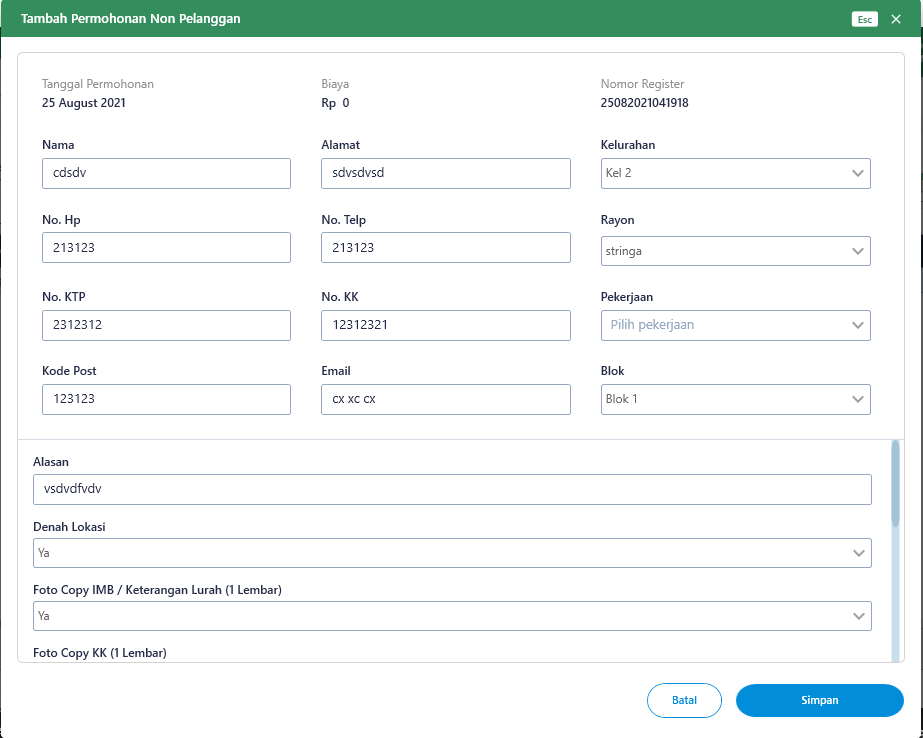 Tambah Permohonan Non Pelanggan
Esc
Tanggal Permohonan Biaya Nomor Register
25 August 2021 Rp 0 25082021041918
Nama Alamat Kelurahan
cdsdv sdvsdvsd Kel 2
No. Hp No. Telp Rayon
213123 213123 stringa
No. KTP No. KK Pekerjaan
2312312 12312321 Pilih pekerjaan
Kode Post Email Blok
123123 cx xc cx Blok 1
Alasan
vsdvdfvdv
Denah Lokasi
Ya
Foto Copy IMB / Keterangan Lurah (1 Lembar)
Ya
Foto Copy KK (1 Lembar)
Batal Simpan